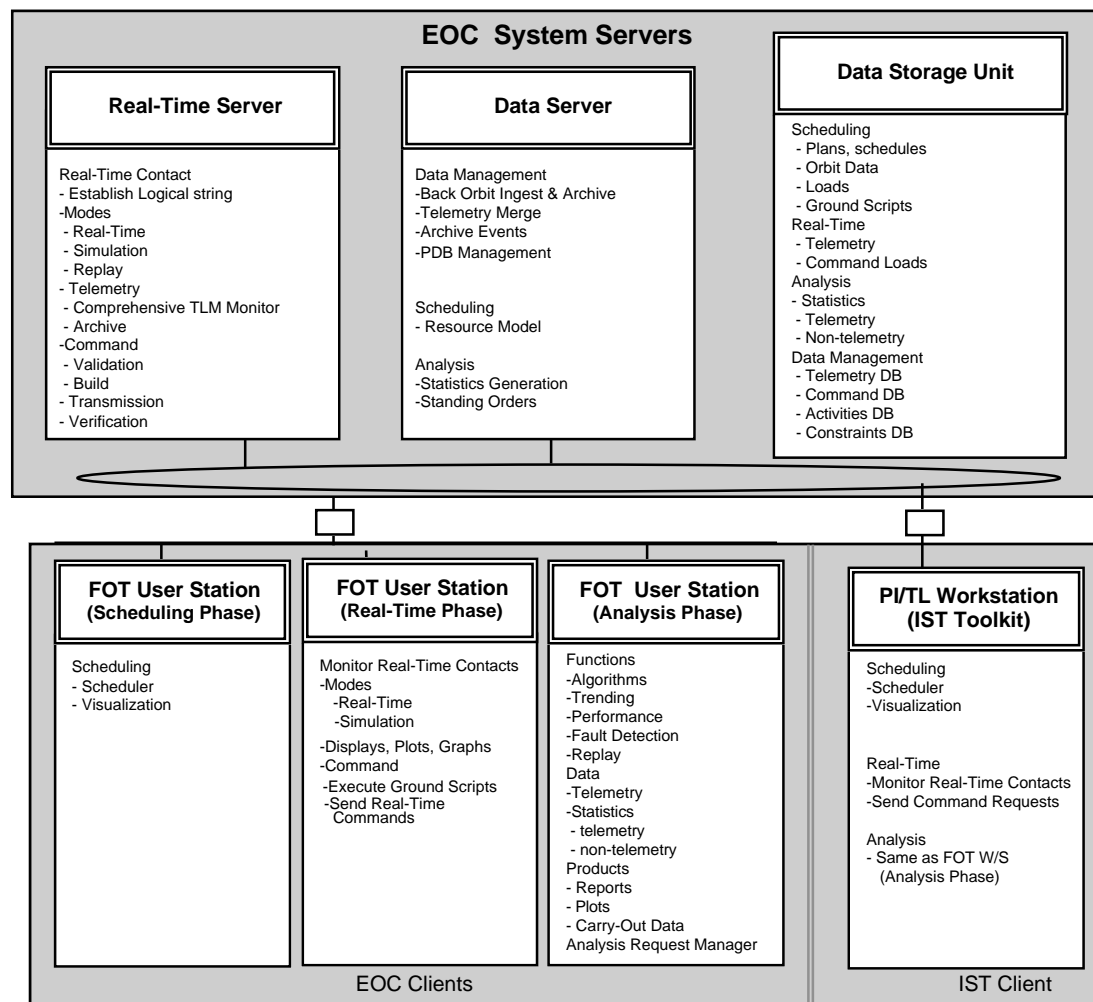 EOC System Servers
Real-Time Server
Real-Time Contact
- Establish Logical string
-Modes
- Real-Time
- Simulation
- Replay
- Telemetry
- Comprehensive TLM Monitor
- Archive
-Command
- Validation
- Build
- Transmission
- Verification
Data Server
Data Management
-Back Orbit Ingest & Archive
-Telemetry Merge
-Archive Events
-PDB Management
Scheduling
- Resource Model
Analysis
-Statistics Generation
-Standing Orders
Data Storage Unit
Scheduling
- Plans, schedules
- Orbit Data
- Loads
- Ground Scripts
Real-Time
- Telemetry
- Command Loads
Analysis
- Statistics
- Telemetry
- Non-telemetry
Data Management
- Telemetry DB
- Command DB
- Activities DB
- Constraints DB
FOT User Station
(Scheduling Phase)
Scheduling
- Scheduler
- Visualization
FOT User Station
(Real-Time Phase)
Monitor Real-Time Contacts
-Modes
-Real-Time
-Simulation
-Displays, Plots, Graphs
-Command
-Execute Ground Scripts
-Send Real-Time
Commands
FOT User Station
(Analysis Phase)
Functions
-Algorithms
-Trending
-Performance
-Fault Detection
-Replay
Data
-Telemetry
-Statistics
- telemetry
- non-telemetry
Products
- Reports
- Plots
- Carry-Out Data
Analysis Request Manager
PI/TL Workstation
(IST Toolkit)
Scheduling
-Scheduler
-Visualization
Real-Time
-Monitor Real-Time Contacts
-Send Command Requests
Analysis
- Same as FOT W/S
(Analysis Phase)
EOC Clients
IST Client